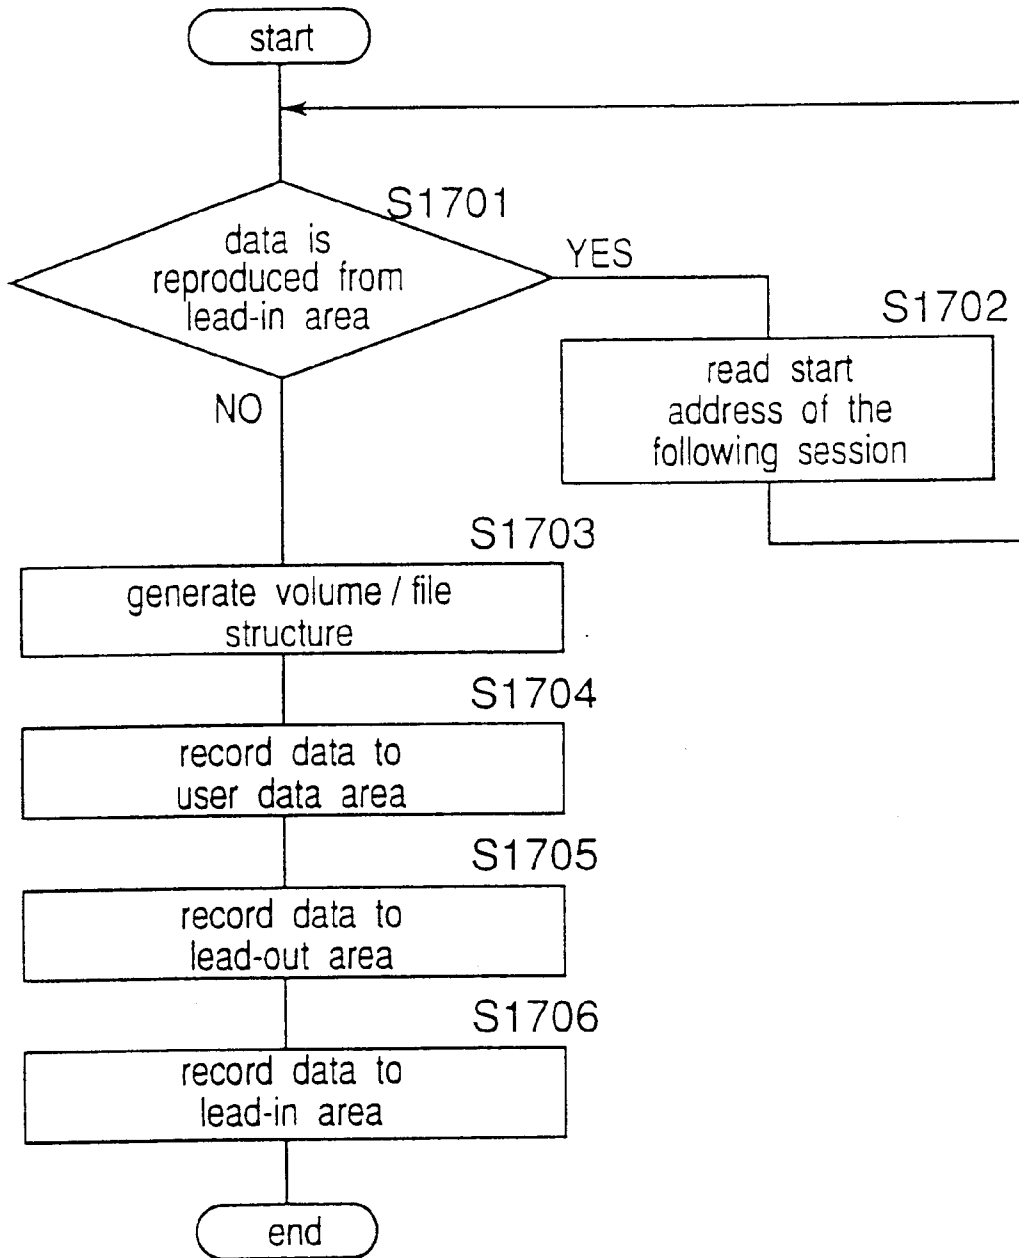 start
S1701
data is
reproduced from
lead-in area
YES
NO
S1702
read start
address of the
following session
S1703
generate volume / file
structure
S1704
record data to
user data area
S1705
record data to
lead-out area
S1706
record data to
lead-in area
end